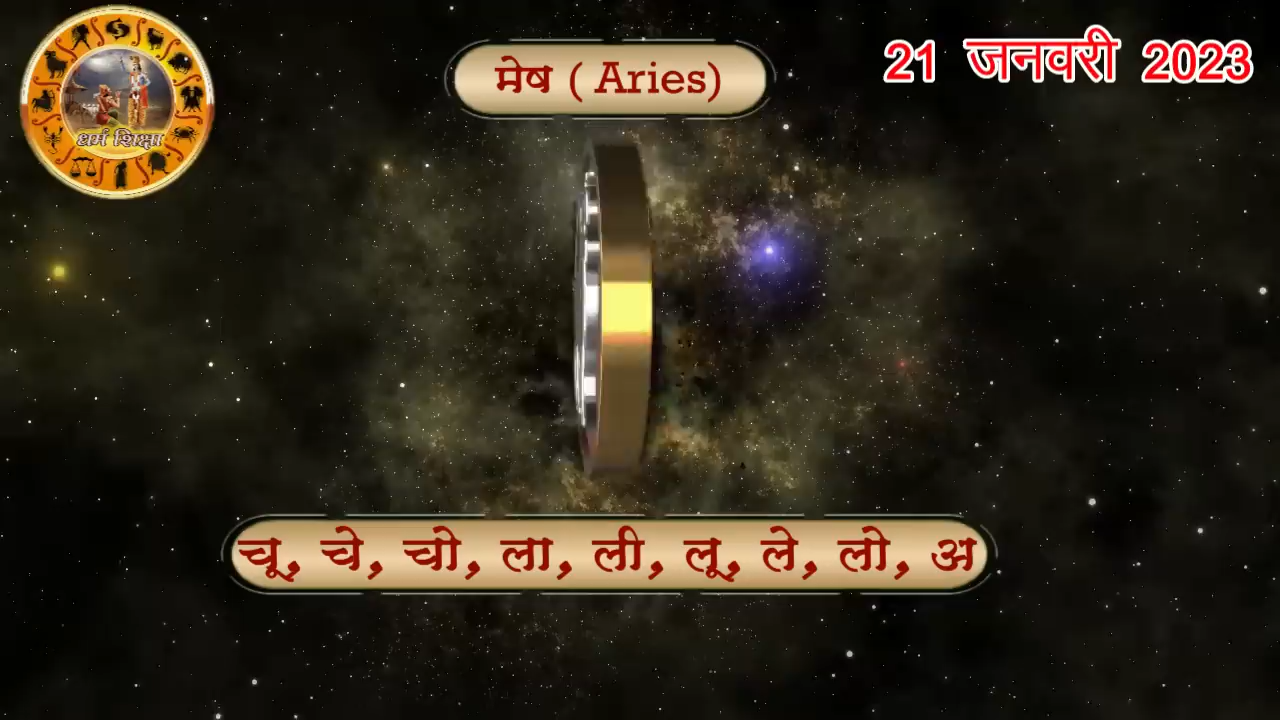 मेष ( Aries)
21 जनवरी 2023
धर्म शिक्षा
चू, चे, चो, ला, ली, लू, ले, लो, अ